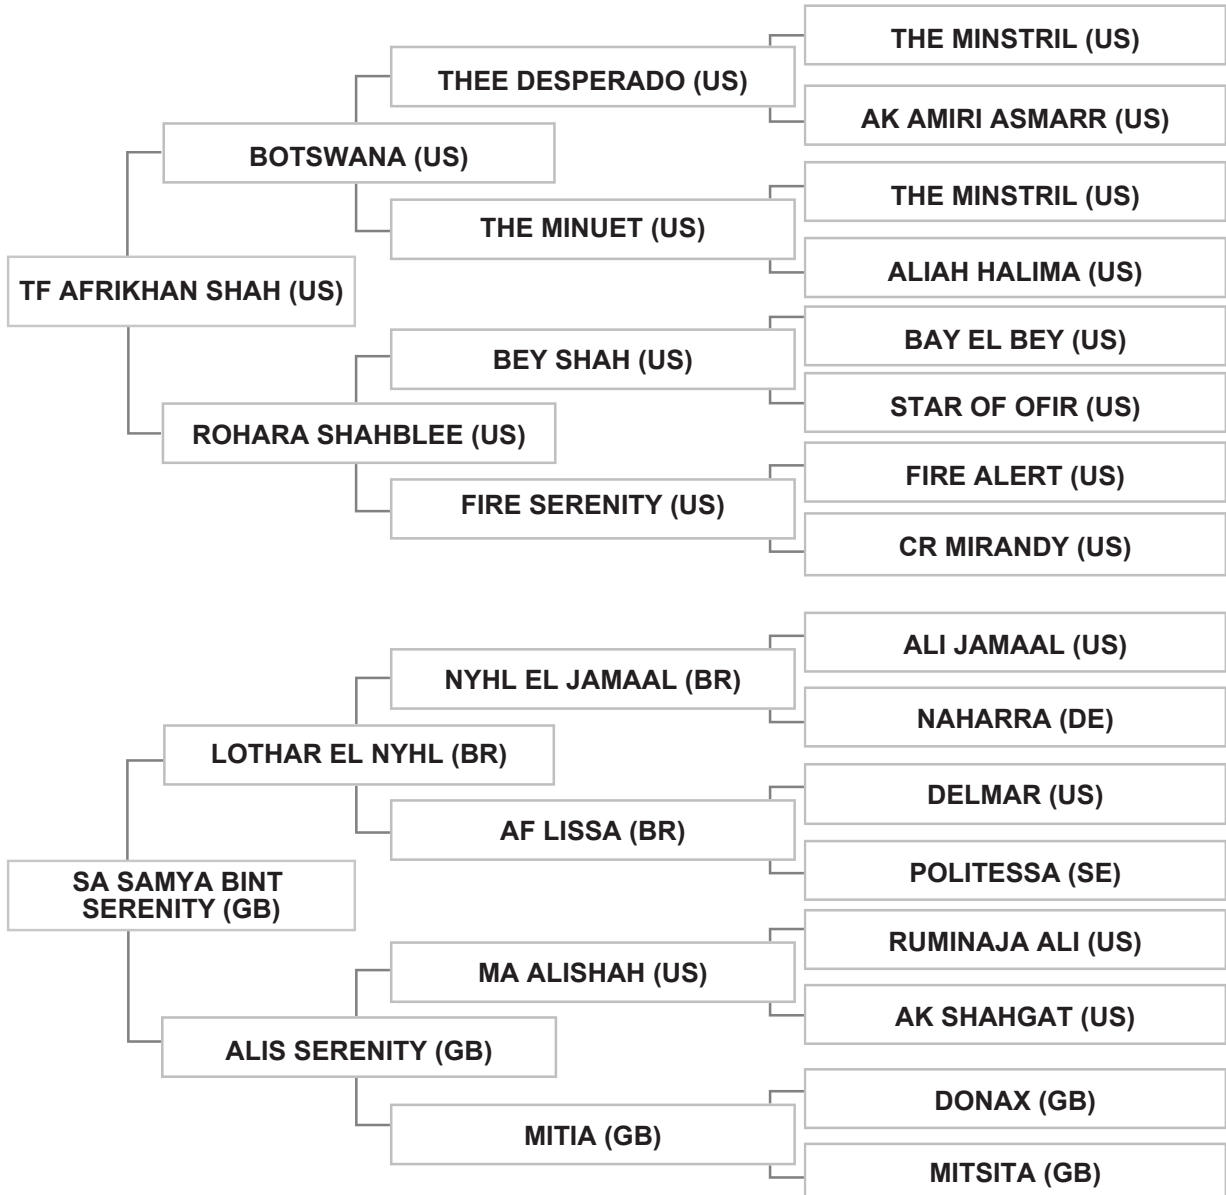 THE MINSTRIL (US)
THEE DESPERADO (US)
AK AMIRI ASMARR (US)
BOTSWANA (US)
THE MINSTRIL (US)
THE MINUET (US)
ALIAH HALIMA (US)
TF AFRIKHAN SHAH (US)
BAY EL BEY (US)
BEY SHAH (US)
STAR OF OFIR (US)
ROHARA SHAHBLEE (US)
FIRE ALERT (US)
FIRE SERENITY (US)
CR MIRANDY (US)
ALI JAMAAL (US)
NYHL EL JAMAAL (BR)
NAHARRA (DE)
LOTHAR EL NYHL (BR)
DELMAR (US)
AF LISSA (BR)
POLITESSA (SE)
SA SAMYA BINT
SERENITY (GB)
RUMINAJA ALI (US)
MA ALISHAH (US)
AK SHAHGAT (US)
ALIS SERENITY (GB)
DONAX (GB)
MITIA (GB)
MITSITA (GB)